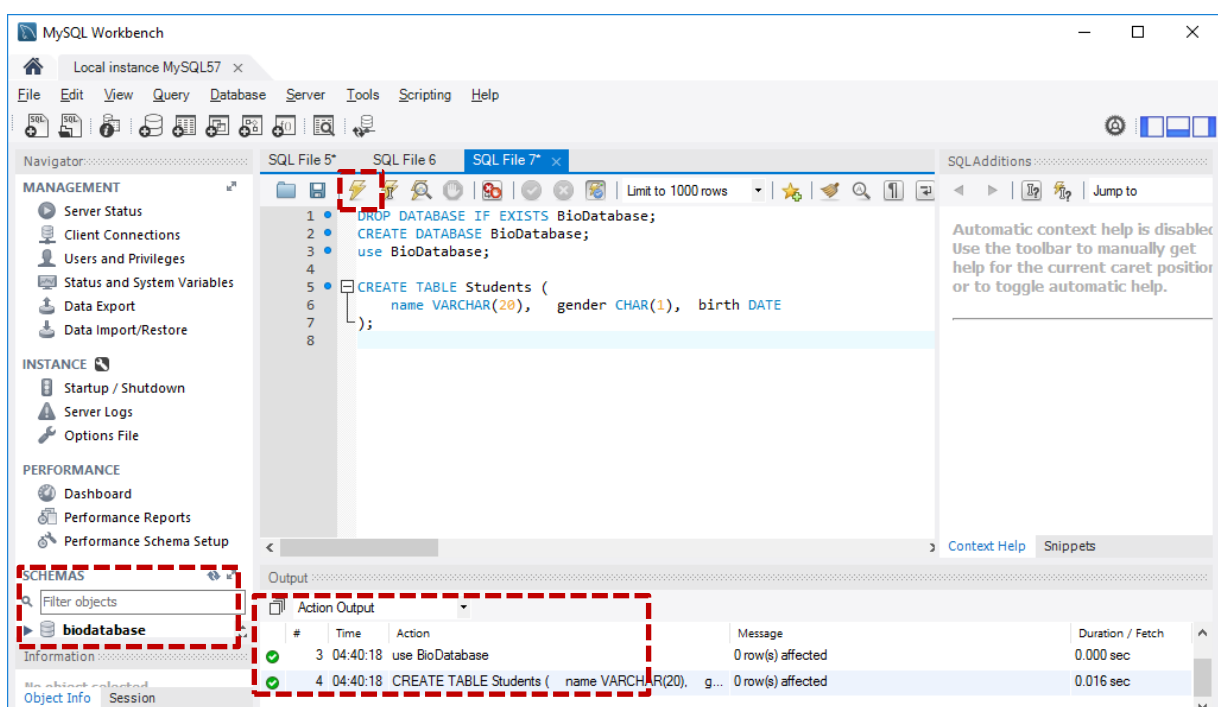 MySQL Workbench
Local instance MySQL57
File Edit View Query Database Server Tools Scripting Help
Navigator
MANAGEMENT
Server Status
Client Connections
Users and Privileges
Status and System Variables
Data Export
Data Import/Restore
INSTANCE
Startup / Shutdown
Server Logs
Options File
PERFORMANCE
Dashboard
Performance Reports
Performance Schema Setup
SCHEMAS
Filter objects
biodatabase
Information
No object selected
Object Info Session
SQL File 5* SQL File 6 SQL File 7*
Limit to 1000 rows
1 DROP DATABASE IF EXISTS BioDatabase;
2 CREATE DATABASE BioDatabase;
3 use BioDatabase;
4
5 CREATE TABLE Students (
6 name VARCHAR(20), gender CHAR(1), birth DATE
7 );
8
SQLAdditions
Jump to
Automatic context help is disabled
Use the toolbar to manually get
help for the current caret position
or to toggle automatic help.
Context Help Snippets
Output
Action Output
# Time Action Message Duration / Fetch
3 04:40:18 use BioDatabase 0 row(s) affected 0.000 sec
4 04:40:18 CREATE TABLE Students ( name VARCHAR(20), g... 0 row(s) affected 0.016 sec